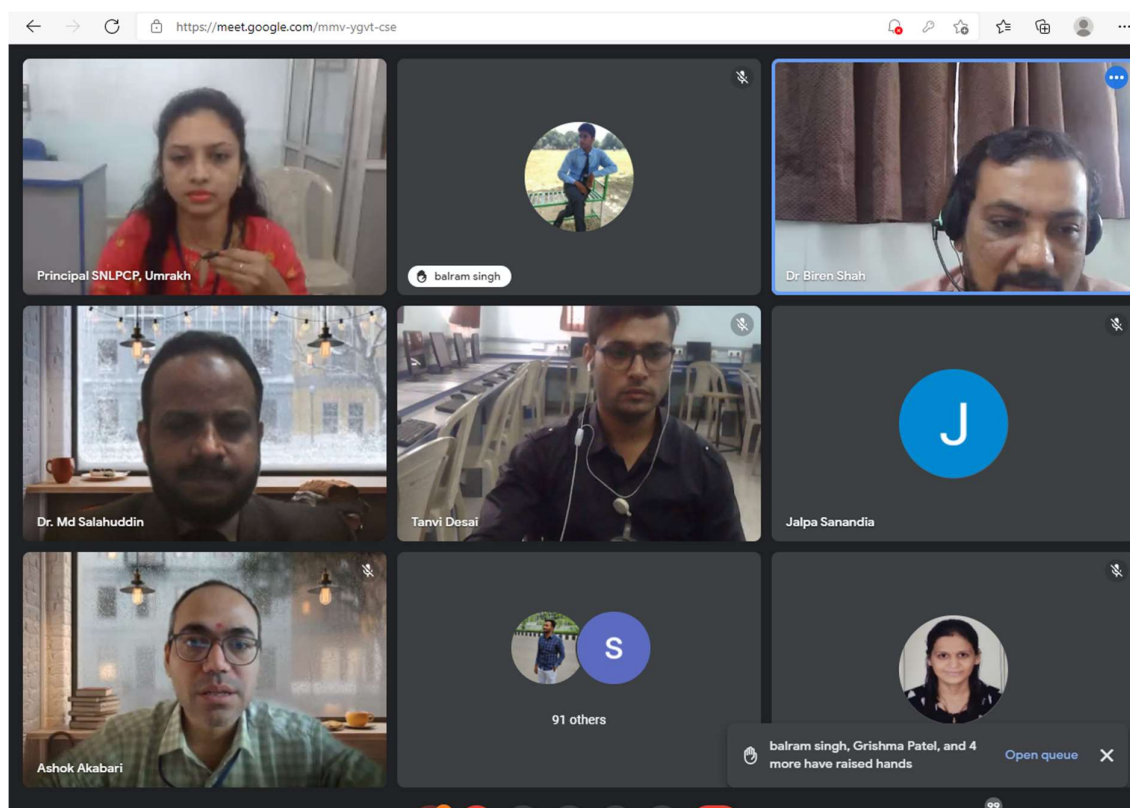 https://meet.google.com/mmv-ygvt-cse
Principal SNLPCP, Umrakh
balram singh
Dr Biren Shah
Dr. Md Salahuddin
Tanvi Desai
J
Jalpa Sanandia
Ashok Akabari
S
91 others
balram singh, Grishma Patel, and 4
more have raised hands
Open queue
99